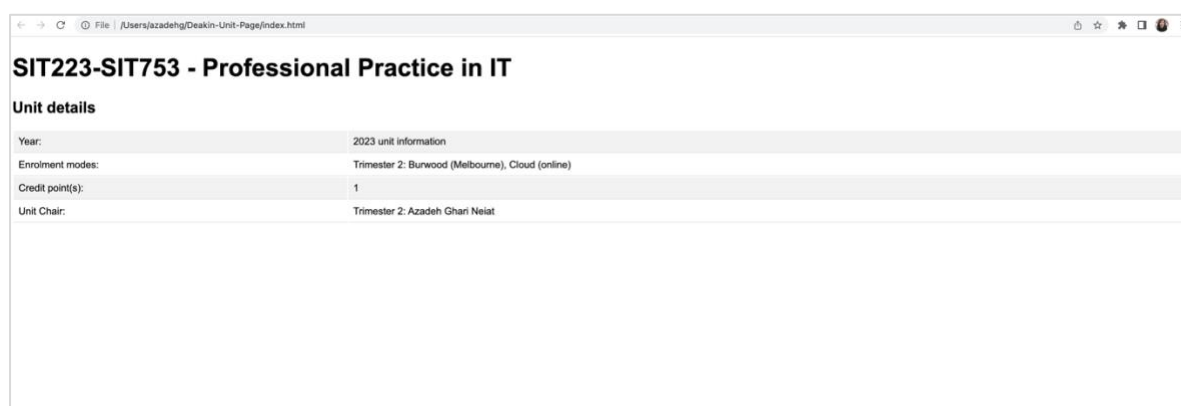 File | /Users/azadehg/Deakin-Unit-Page/index.html
SIT223-SIT753 - Professional Practice in IT
Unit details
Year: 2023 unit information
Enrolment modes: Trimester 2: Burwood (Melbourne), Cloud (online)
Credit point(s): 1
Unit Chair: Trimester 2: Azadeh Ghari Neiat